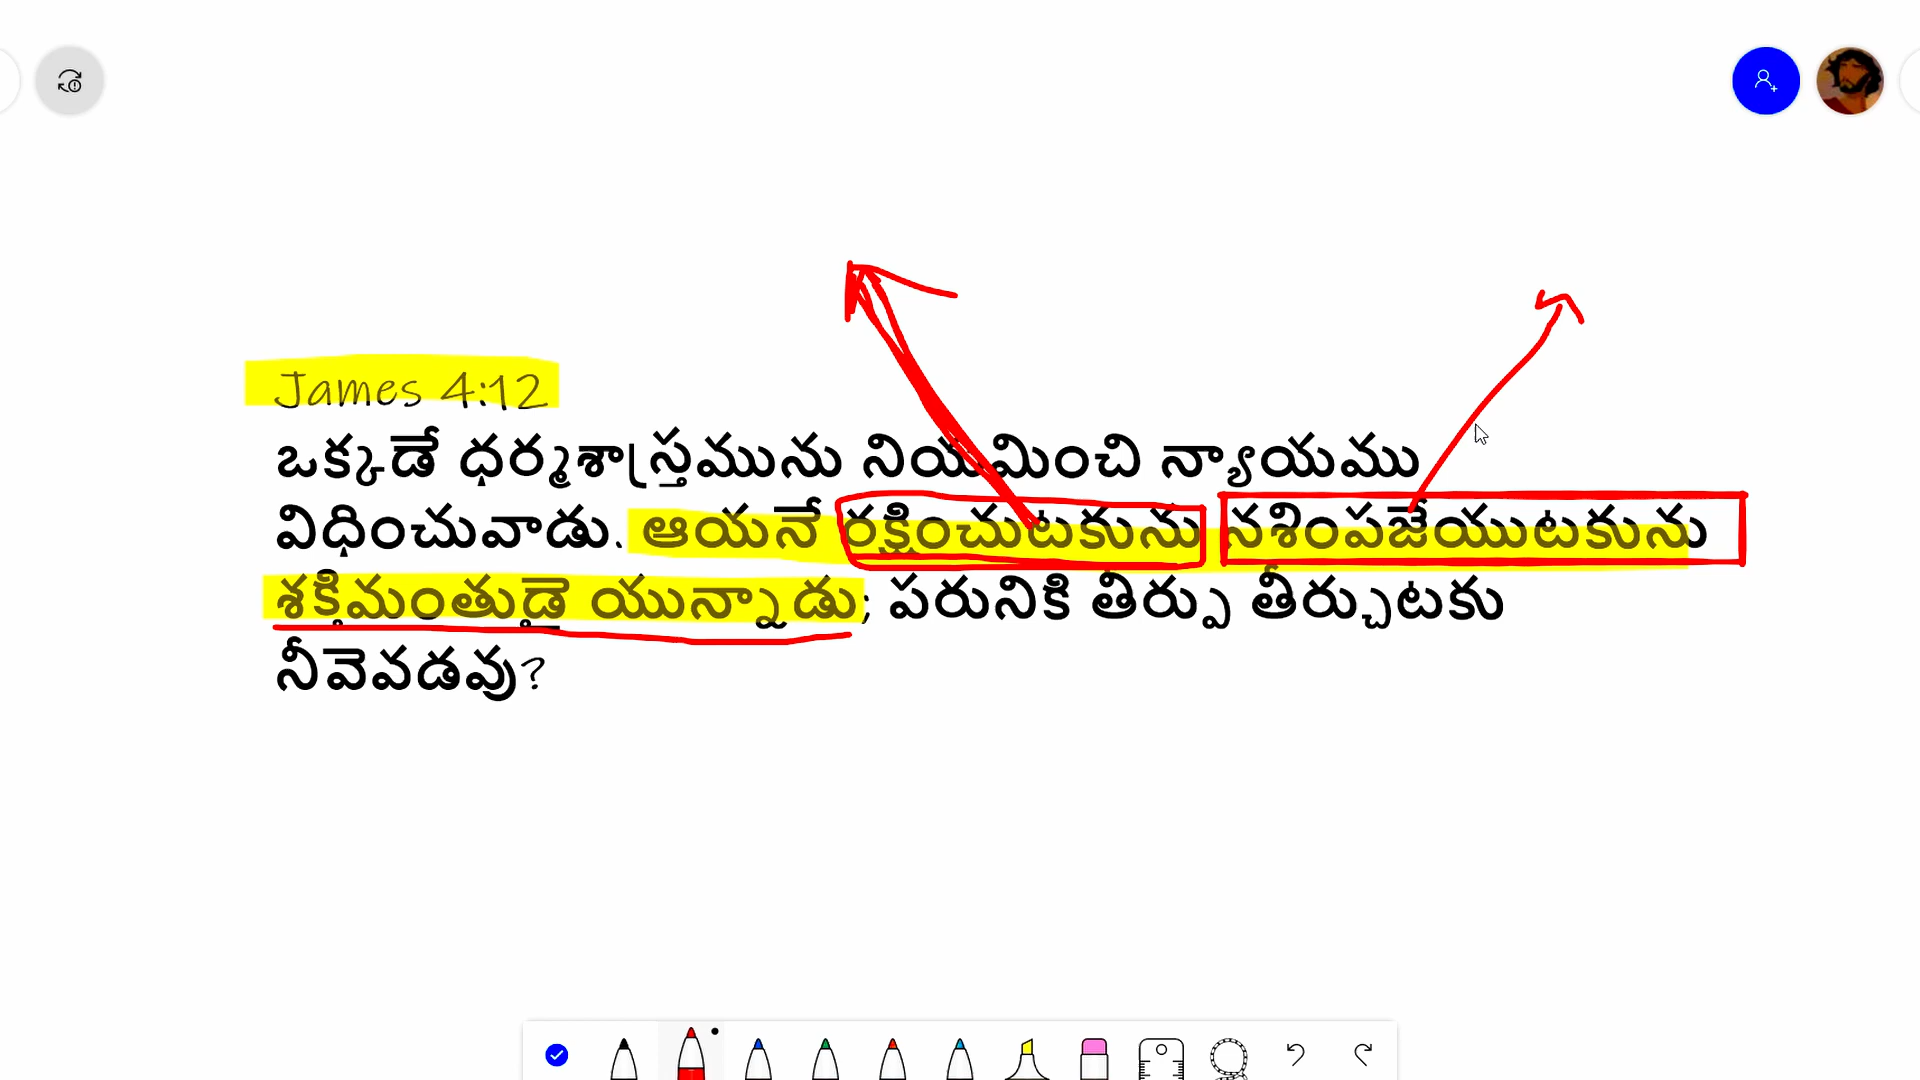 James 4:12
ఒక్కడే ధర్మశాస్త్రమును నియమించి న్యాయము
విధించువాడు. ఆయనే రక్షించుటకును నశింపజేయుటకును
శక్తిమంతుడై యున్నాడు; పరునికి తీర్పు తీర్చుటకు
నీవెవడవు?